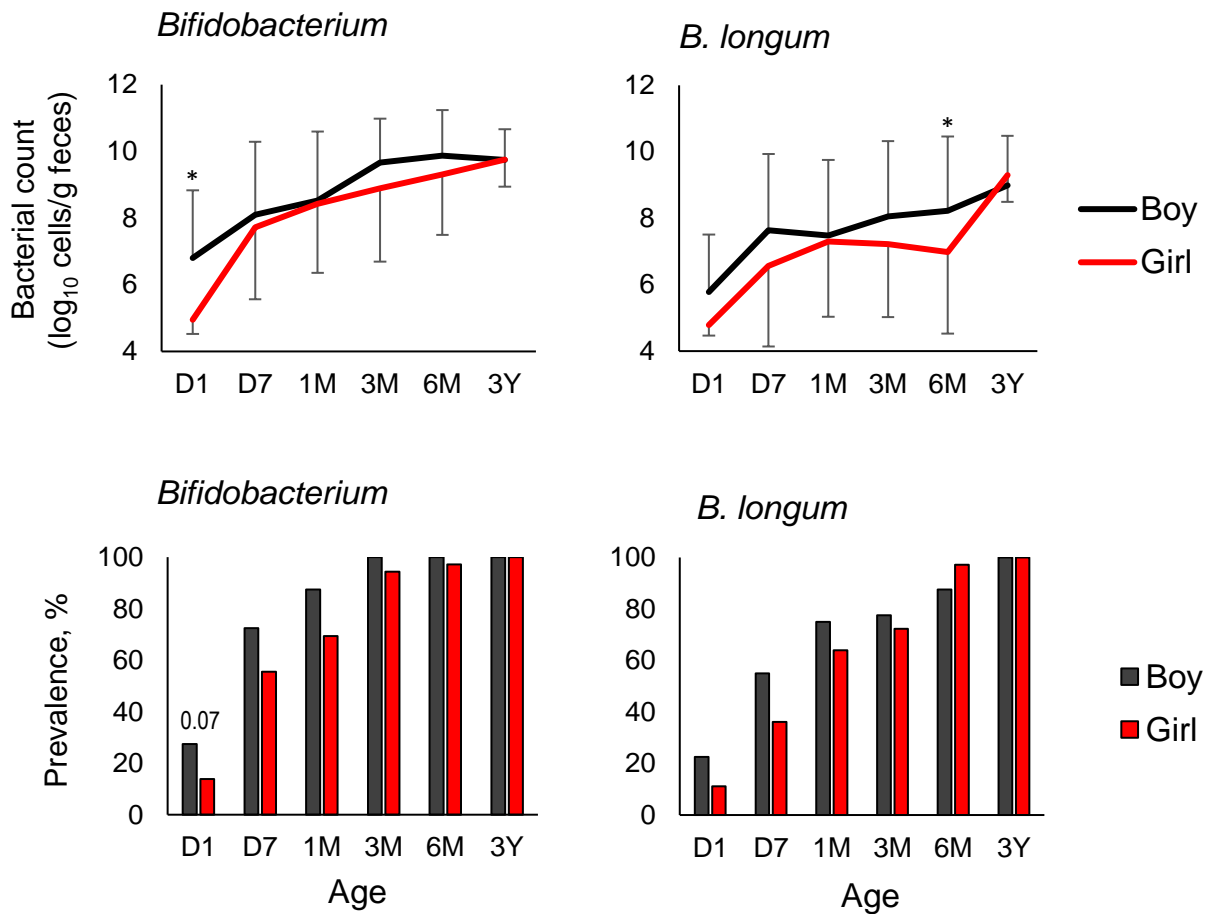 Bifidobacterium
B. longum
Bacterial count
(log₁₀ cells/g feces)
12
10
8
6
4
*
D1 D7 1M 3M 6M 3Y
12
10
8
6
4
*
D1 D7 1M 3M 6M 3Y
Boy
Girl
Bifidobacterium
B. longum
Prevalence, %
100
80
60
40
20
0
0.07
D1 D7 1M 3M 6M 3Y
Age
100
80
60
40
20
0
D1 D7 1M 3M 6M 3Y
Age
Boy
Girl